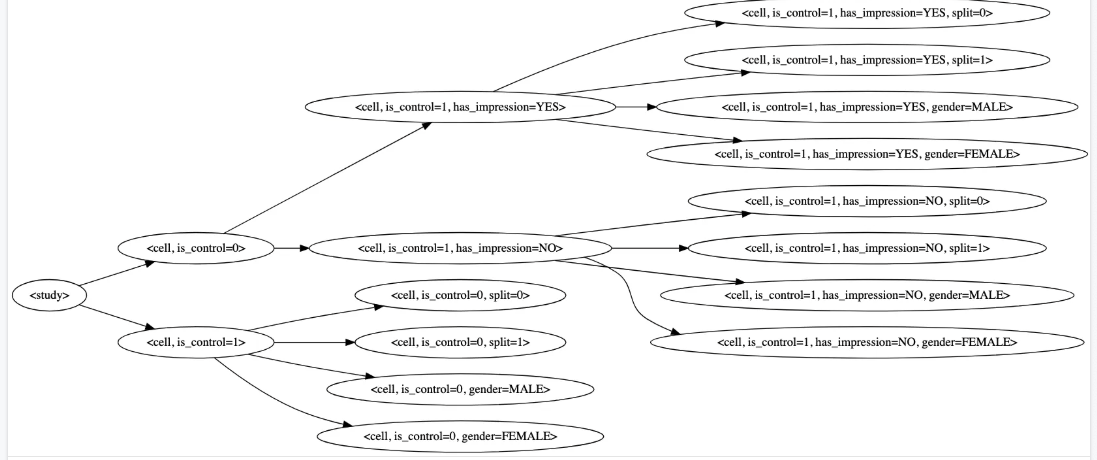 <cell, is_control=1, has_impression=YES, split=0>
<cell, is_control=1, has_impression=YES, split=1>
<cell, is_control=1, has_impression=YES>
<cell, is_control=1, has_impression=YES, gender=MALE>
<cell, is_control=1, has_impression=YES, gender=FEMALE>
<cell, is_control=1, has_impression=NO, split=0>
<cell, is_control=0>
<cell, is_control=1, has_impression=NO>
<cell, is_control=1, has_impression=NO, split=1>
<study>
<cell, is_control=0, split=0>
<cell, is_control=1, has_impression=NO, gender=MALE>
<cell, is_control=1>
<cell, is_control=0, split=1>
<cell, is_control=1, has_impression=NO, gender=FEMALE>
<cell, is_control=0, gender=MALE>
<cell, is_control=0, gender=FEMALE>